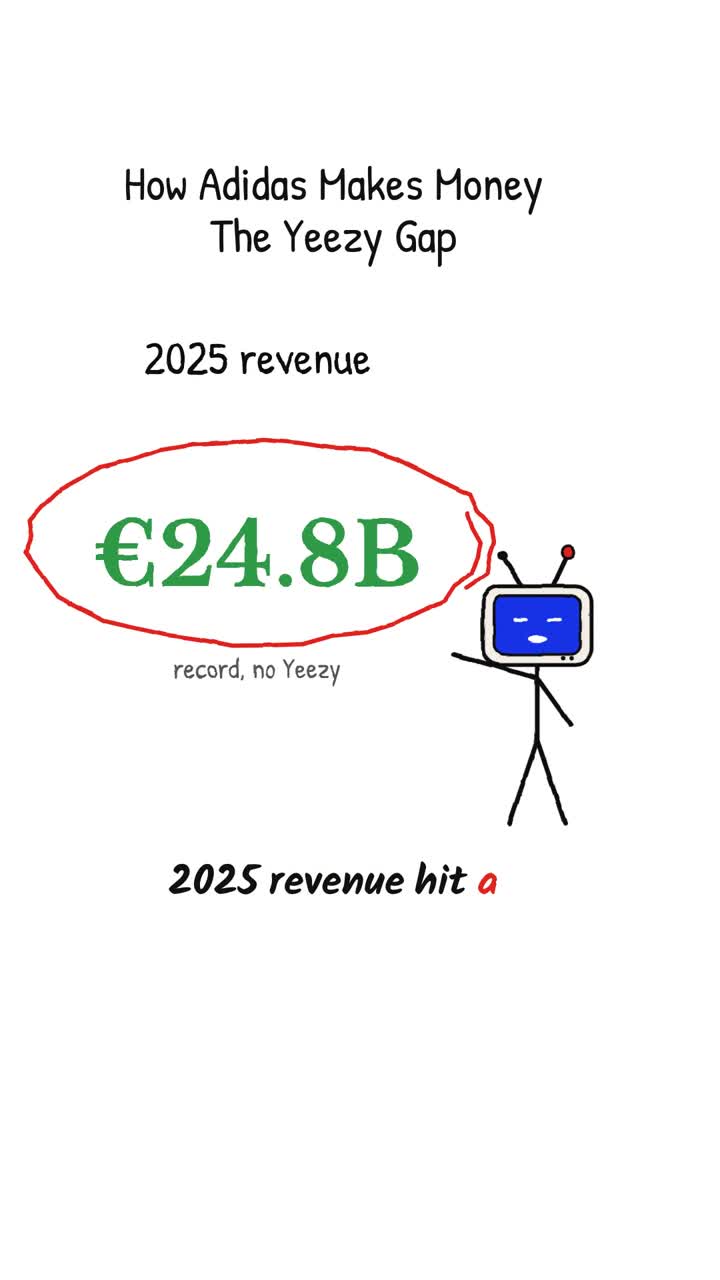 How Adidas Makes Money
The Yeezy Gap
2025 revenue
€24.8B
record, no Yeezy
2025 revenue hit a